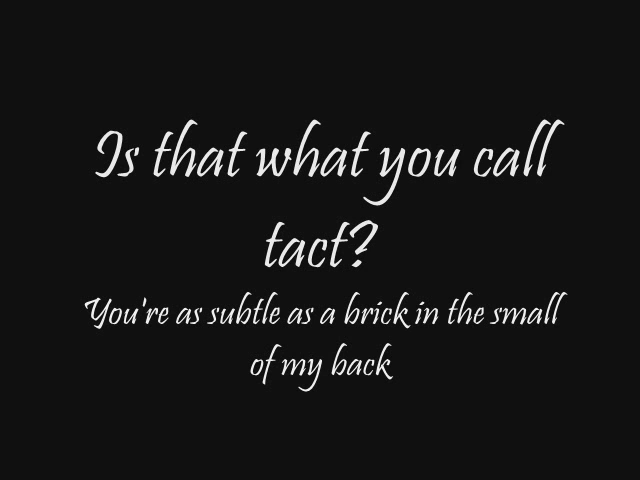 Is that what you call
tact?
You're as subtle as a brick in the small
of my back